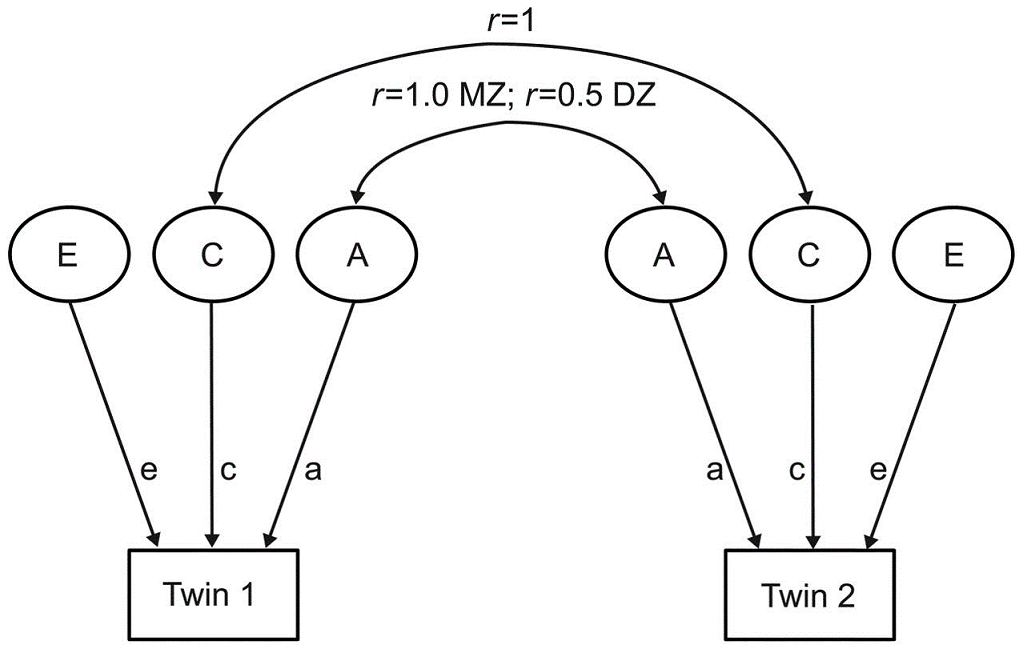 r=1
r=1.0 MZ; r=0.5 DZ
E C A A C E
e c a a c e
Twin 1 Twin 2